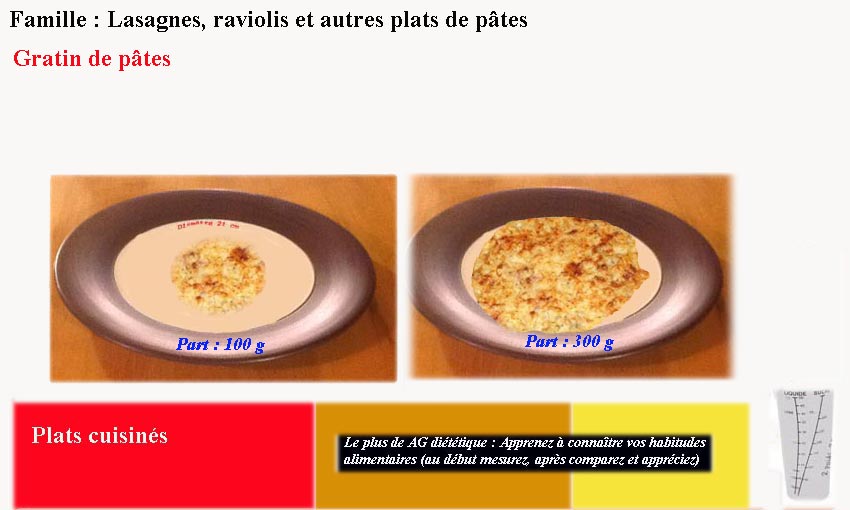 Famille : Lasagnes, raviolis et autres plats de pâtes
Gratin de pâtes
Diamètre 21 cm
Part : 100 g
Part : 300 g
Plats cuisinés
Le plus de AG diététique : Apprenez à connaître vos habitudes
alimentaires (au début mesurez, après comparez et appréciez)